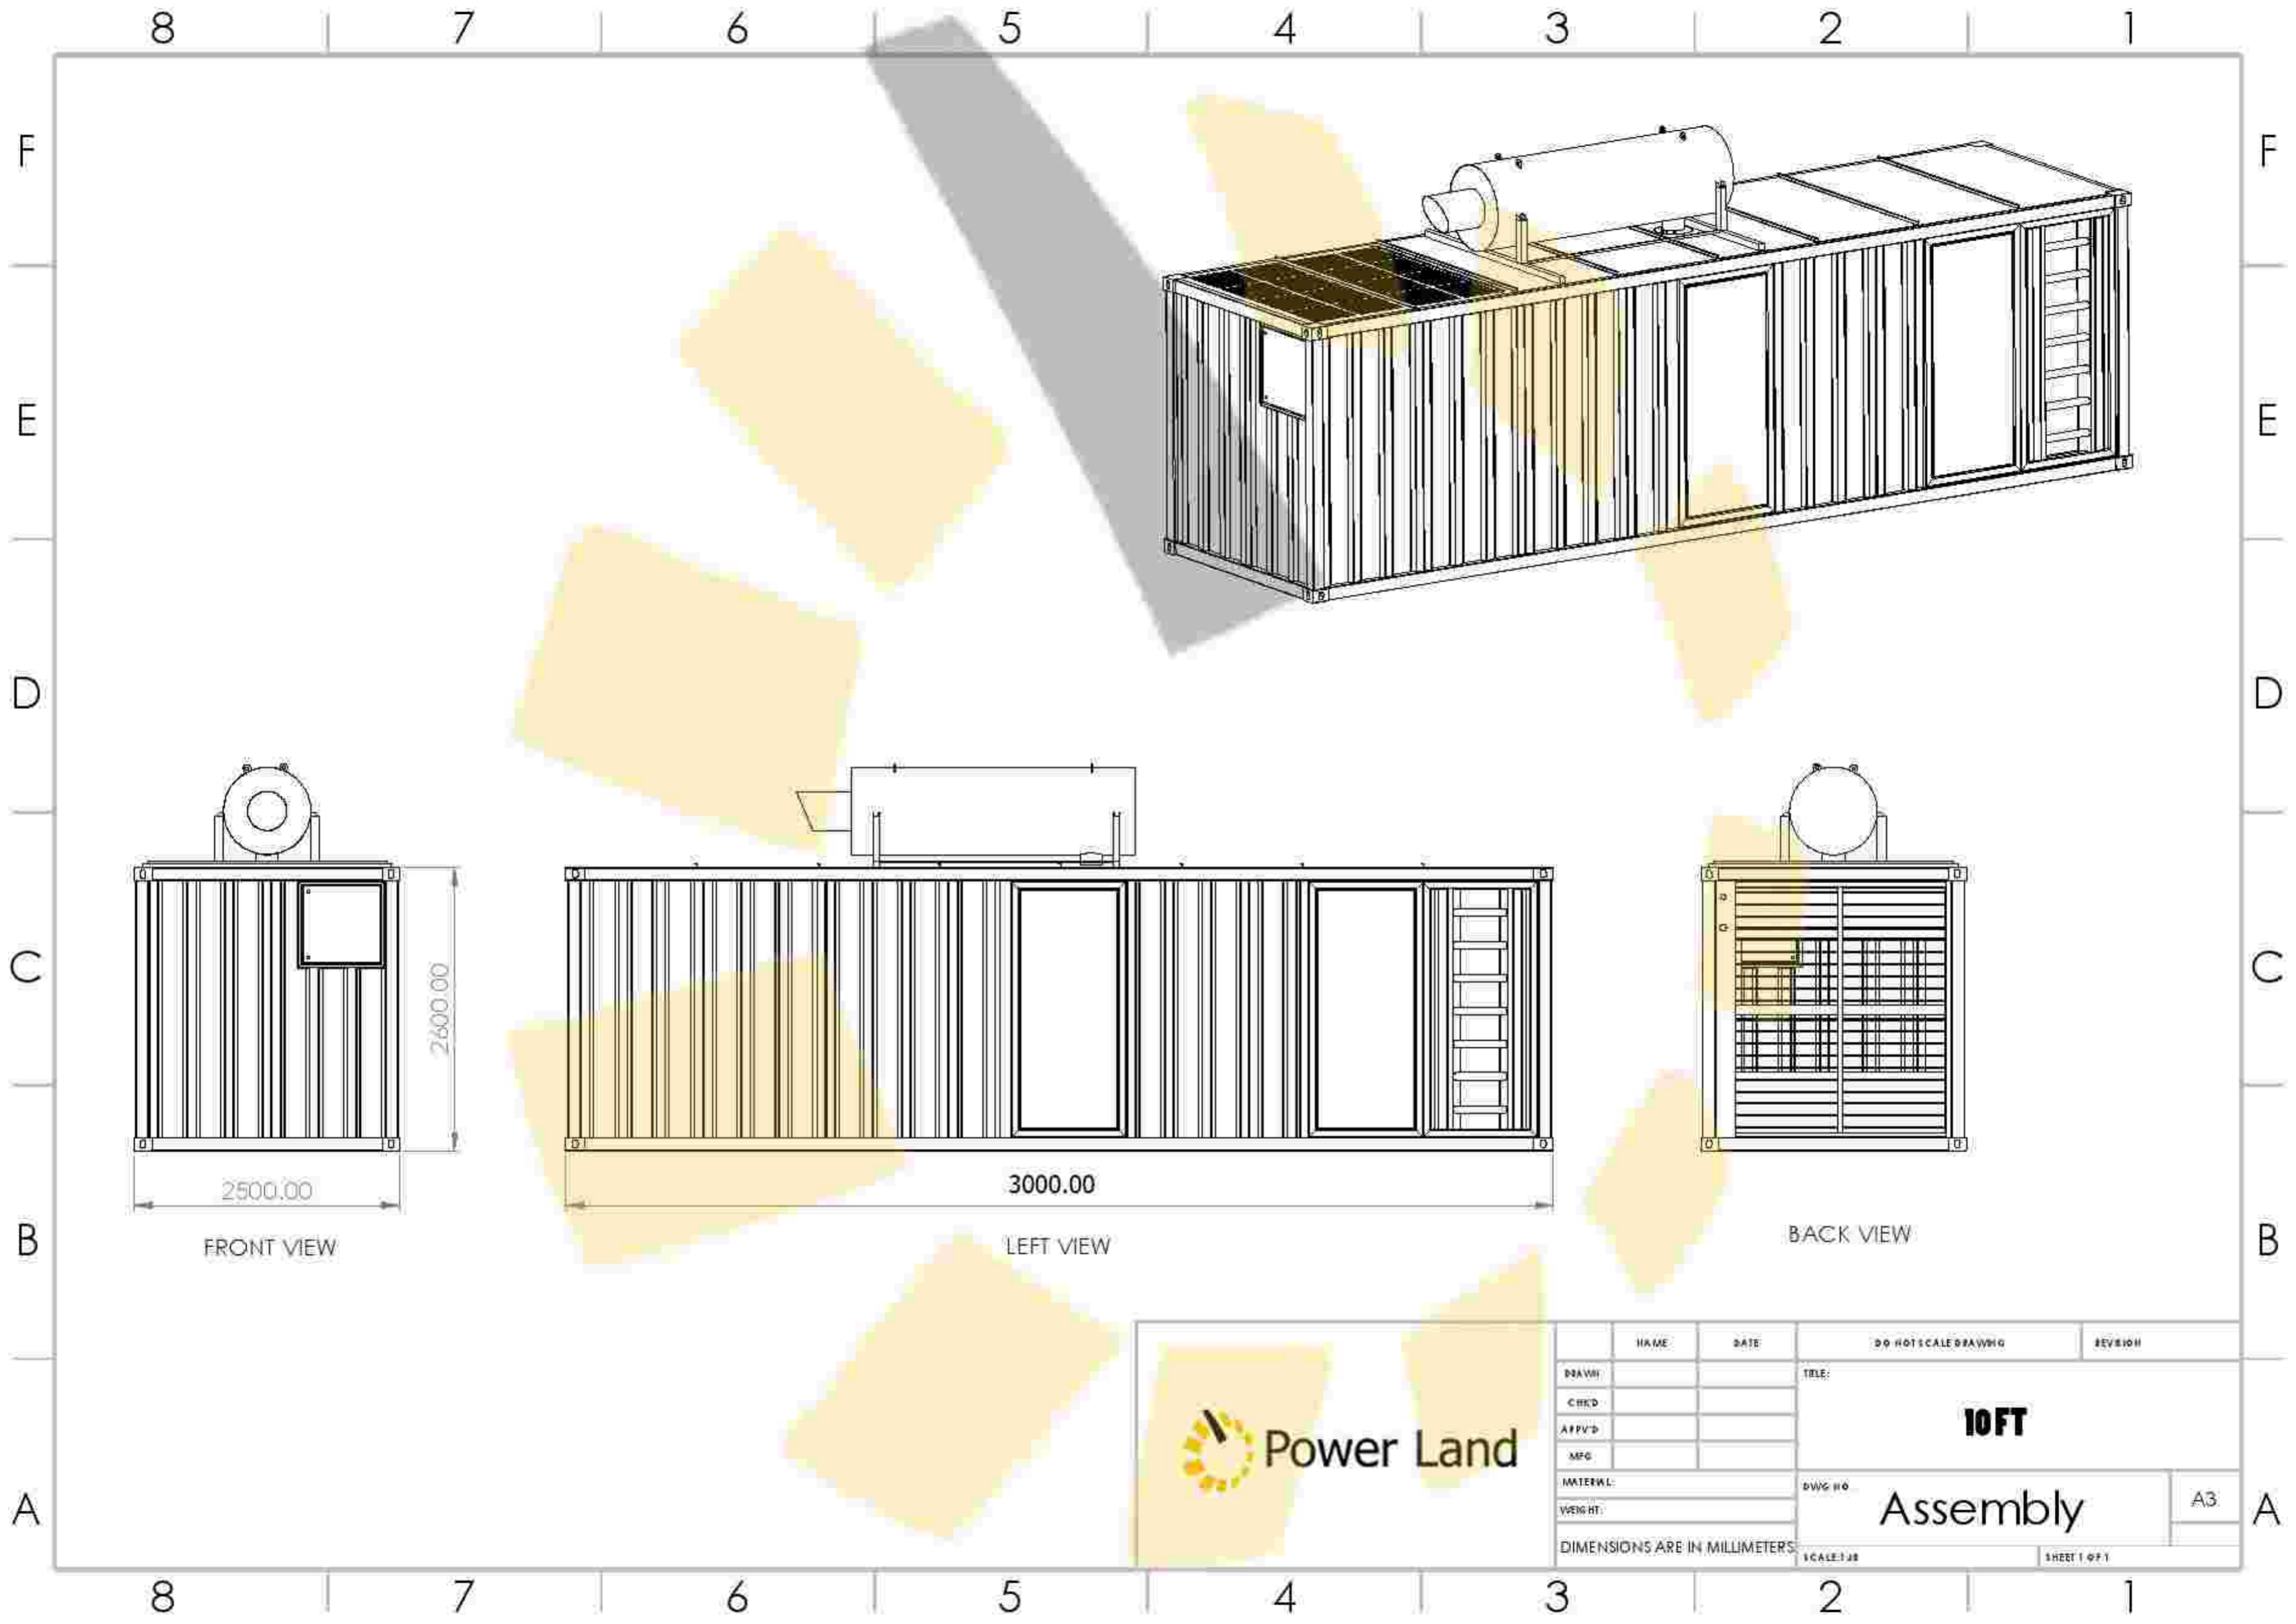 8 7 6 5 4 3 2 1
F F
E E
D D
C C
B B
A A
2600.00
2500.00
3000.00
FRONT VIEW
LEFT VIEW
BACK VIEW
Power Land
NAME DATE DO NOT SCALE DRAWING REVISION
DRAWN
CHK'D
APPV'D
MFG
TITLE:
10 FT
MATERIAL:
WEIGHT:
DIMENSIONS ARE IN MILLIMETERS
DWG NO.
Assembly
A3
SHEET 1 OF 1
8 7 6 5 4 3 2 1